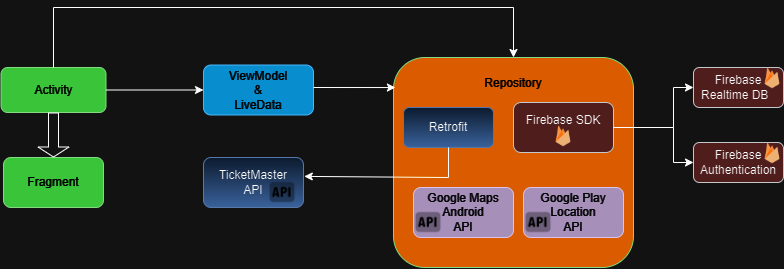 Activity
ViewModel
&
LiveData
Repository
Firebase
Realtime DB
Retrofit
Firebase SDK
Firebase
Authentication
Fragment
TicketMaster
API
API
Google Maps
Android
API
API
Google Play
Location
API
API